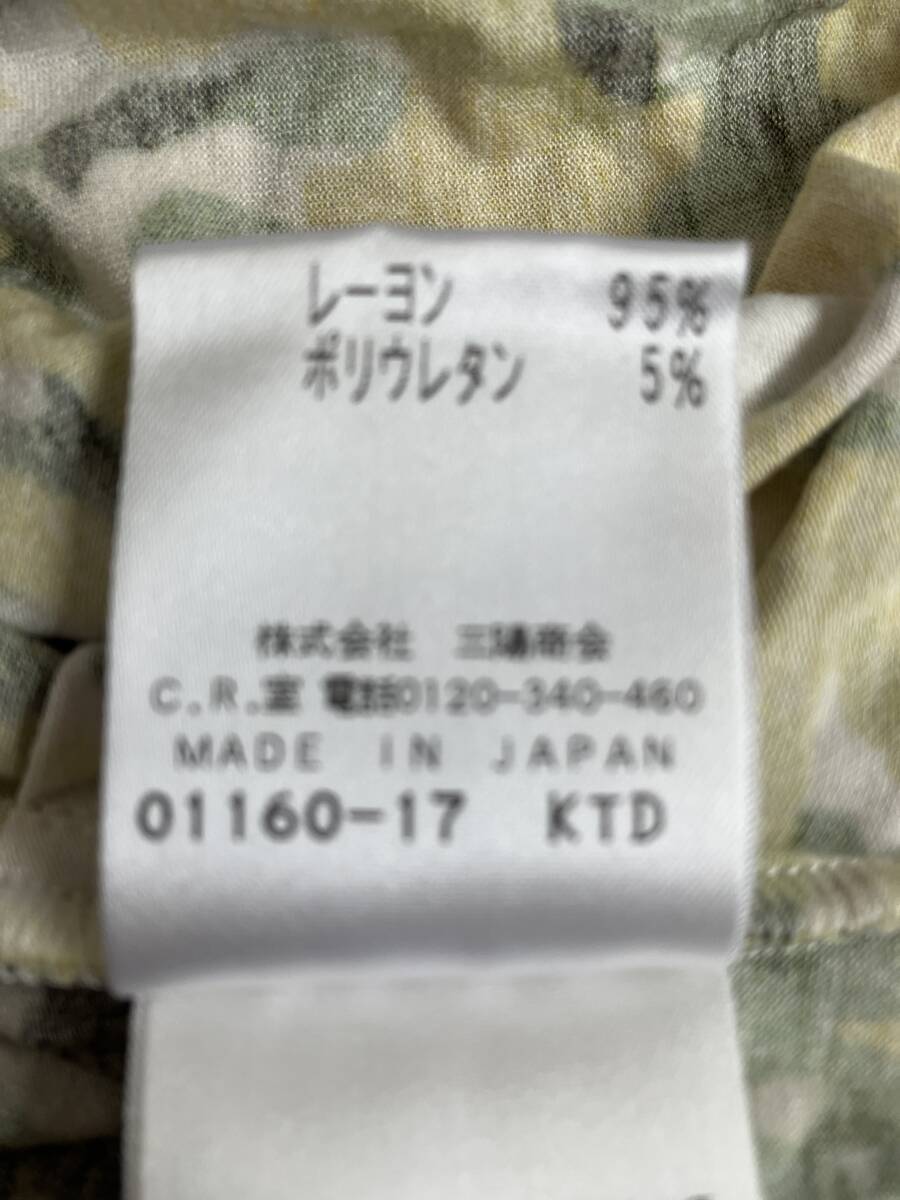 レーヨン 95%
ポリウレタン 5%
株式会社 三陽商会
C.R.室 電話0120-340-460
MADE IN JAPAN
01160-17 KTD